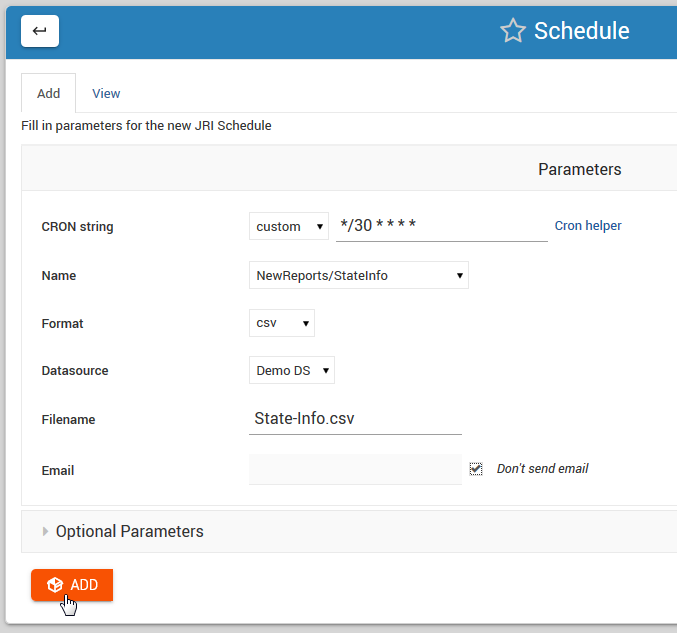 Schedule
Add View
Fill in parameters for the new JRI Schedule
Parameters
CRON string custom */30 * * * * Cron helper
Name NewReports/StateInfo
Format csv
Datasource Demo DS
Filename State-Info.csv
Email Don't send email
Optional Parameters
ADD